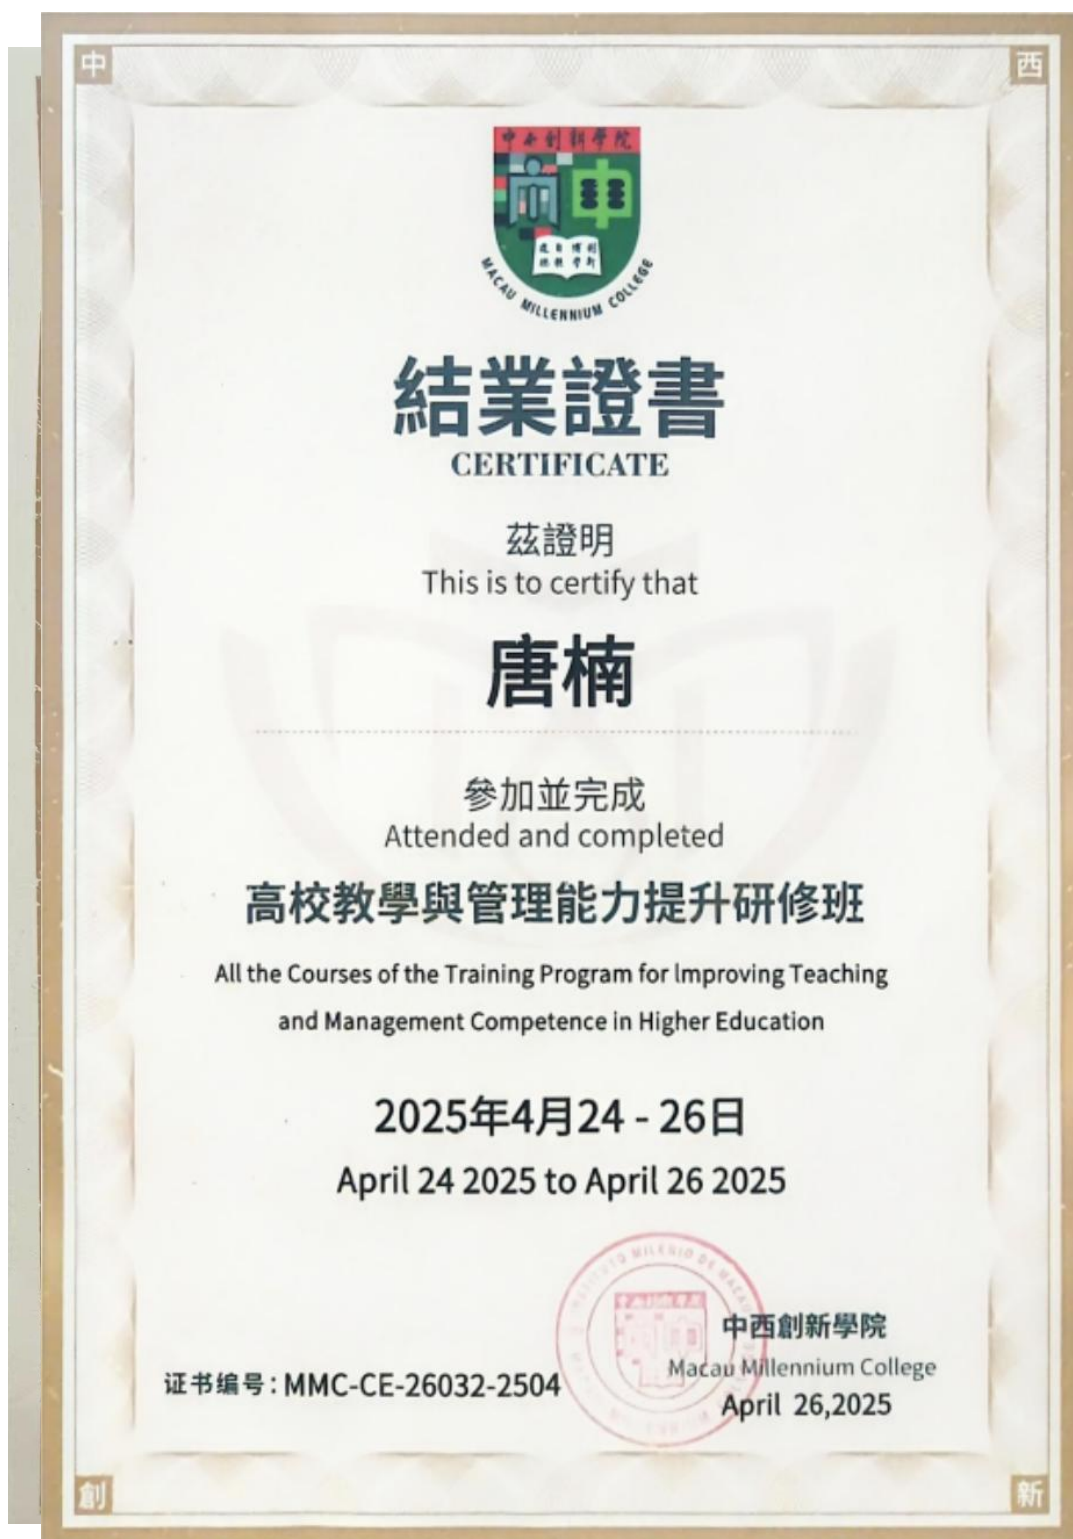 中
西
中西創新學院
MACAU MILLENNIUM COLLEGE
結業證書
CERTIFICATE
茲證明
This is to certify that
唐楠
參加並完成
Attended and completed
高校教學與管理能力提升研修班
All the Courses of the Training Program for lmproving Teaching
and Management Competence in Higher Education
2025年4月24 - 26日
April 24 2025 to April 26 2025
中西創新學院
Macau Millennium College
证书编号：MMC-CE-26032-2504
April 26,2025
創
新